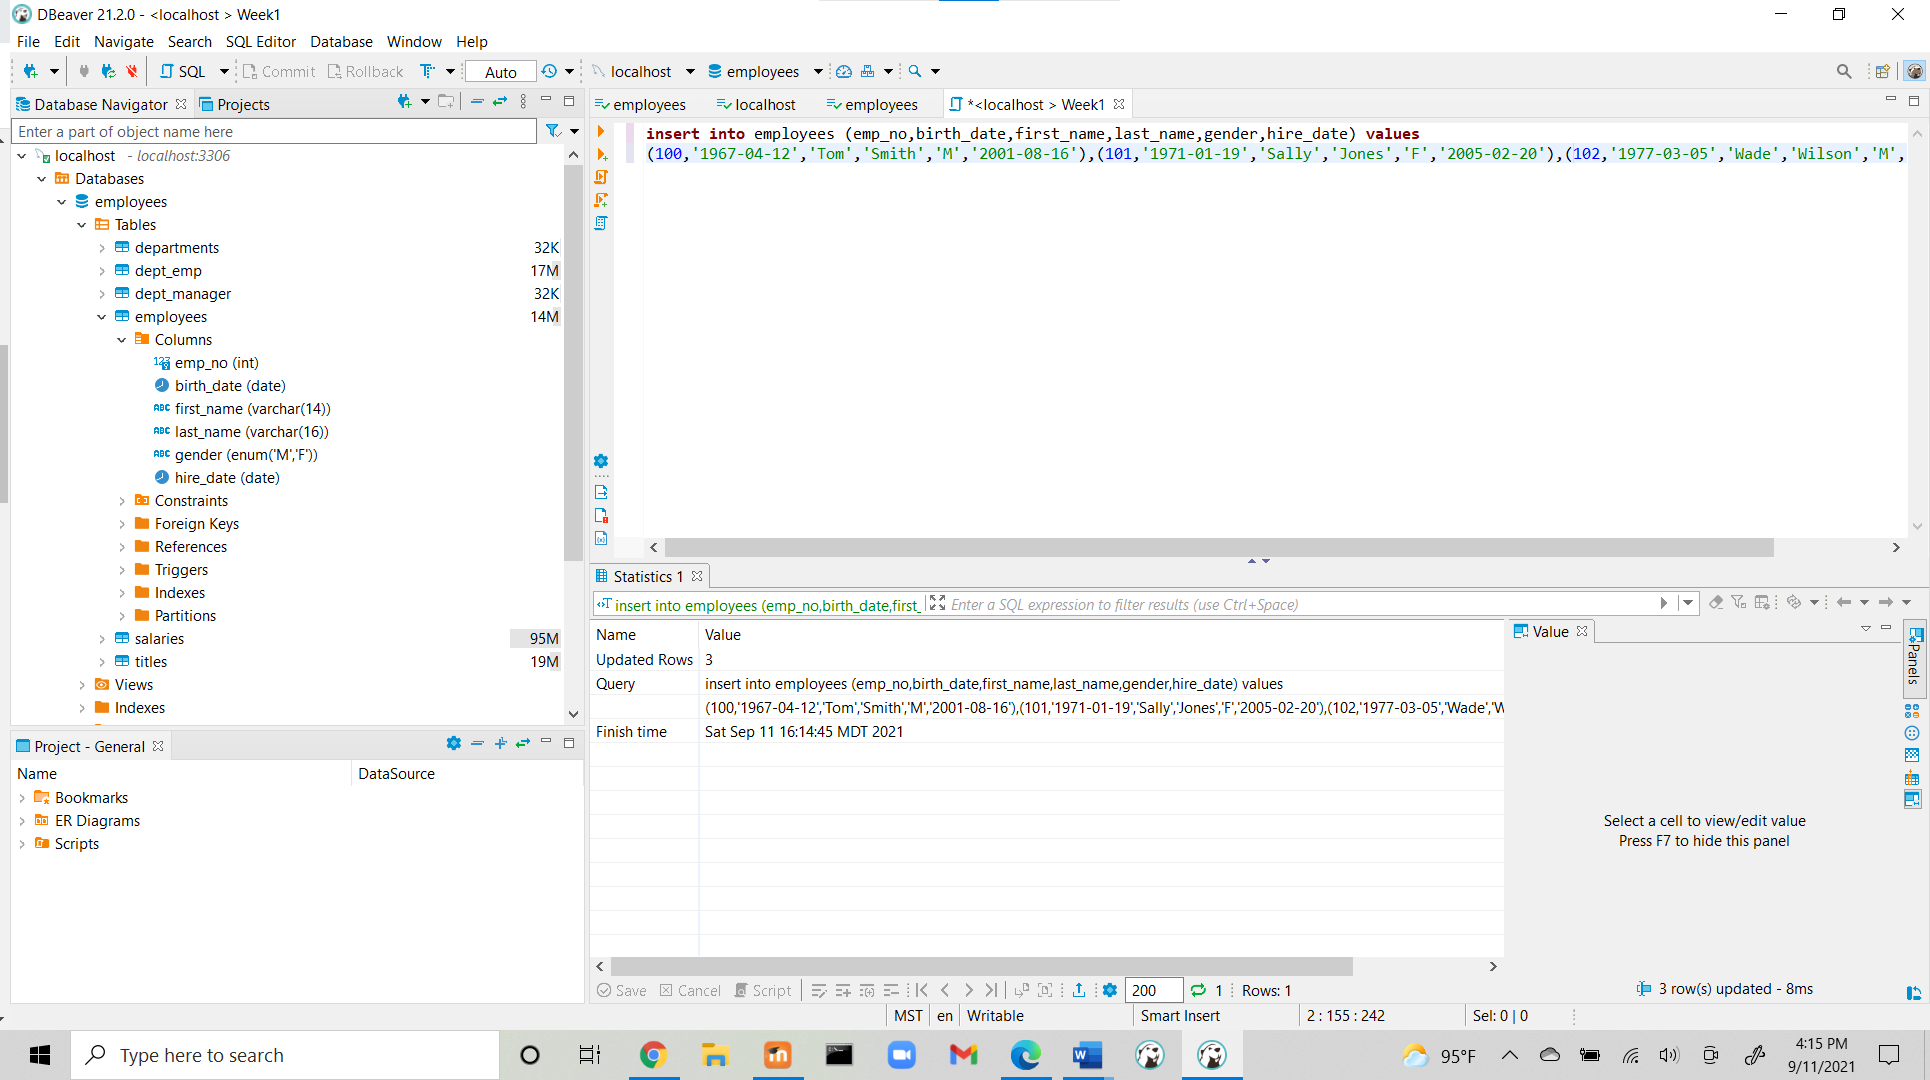 DBeaver 21.2.0 - <localhost > Week1
File Edit Navigate Search SQL Editor Database Window Help
SQL Commit Rollback Auto localhost employees
Database Navigator Projects
Enter a part of object name here
localhost - localhost:3306
Databases
employees
Tables
departments 32K
dept_emp 17M
dept_manager 32K
employees 14M
Columns
emp_no (int)
birth_date (date)
first_name (varchar(14))
last_name (varchar(16))
gender (enum('M','F'))
hire_date (date)
Constraints
Foreign Keys
References
Triggers
Indexes
Partitions
salaries 95M
titles 19M
Views
Indexes
Project - General
Name DataSource
Bookmarks
ER Diagrams
Scripts
employees localhost employees *<localhost > Week1
insert into employees (emp_no,birth_date,first_name,last_name,gender,hire_date) values
(100,'1967-04-12','Tom','Smith','M','2001-08-16'),(101,'1971-01-19','Sally','Jones','F','2005-02-20'),(102,'1977-03-05','Wade','Wilson','M',
Statistics 1
insert into employees (emp_no,birth_date,first_ Enter a SQL expression to filter results (use Ctrl+Space)
Name Value
Updated Rows 3
Query insert into employees (emp_no,birth_date,first_name,last_name,gender,hire_date) values
(100,'1967-04-12','Tom','Smith','M','2001-08-16'),(101,'1971-01-19','Sally','Jones','F','2005-02-20'),(102,'1977-03-05','Wade','W
Finish time Sat Sep 11 16:14:45 MDT 2021
Value
Panels
Select a cell to view/edit value
Press F7 to hide this panel
Save Cancel Script 200 1 Rows: 1
3 row(s) updated - 8ms
MST en Writable Smart Insert 2 : 155 : 242 Sel: 0 | 0
Type here to search
95°F
4:15 PM
9/11/2021